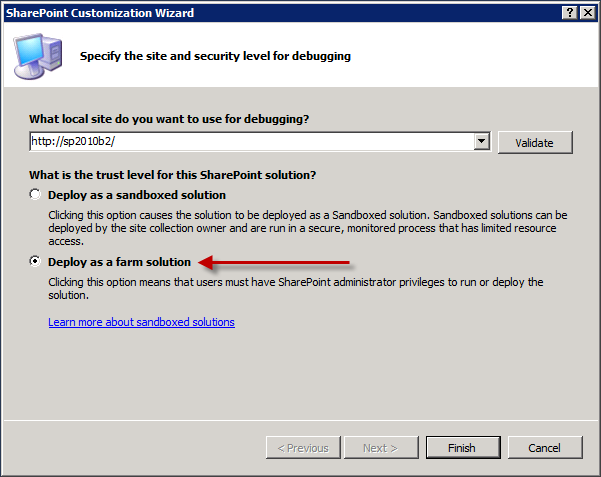 SharePoint Customization Wizard
Specify the site and security level for debugging
What local site do you want to use for debugging?
http://sp2010b2/
Validate
What is the trust level for this SharePoint solution?
Deploy as a sandboxed solution
Clicking this option causes the solution to be deployed as a Sandboxed solution. Sandboxed solutions can be
deployed by the site collection owner and are run in a secure, monitored process that has limited resource
access.
Deploy as a farm solution
Clicking this option means that users must have SharePoint administrator privileges to run or deploy the
solution.
Learn more about sandboxed solutions
< Previous
Next >
Finish
Cancel